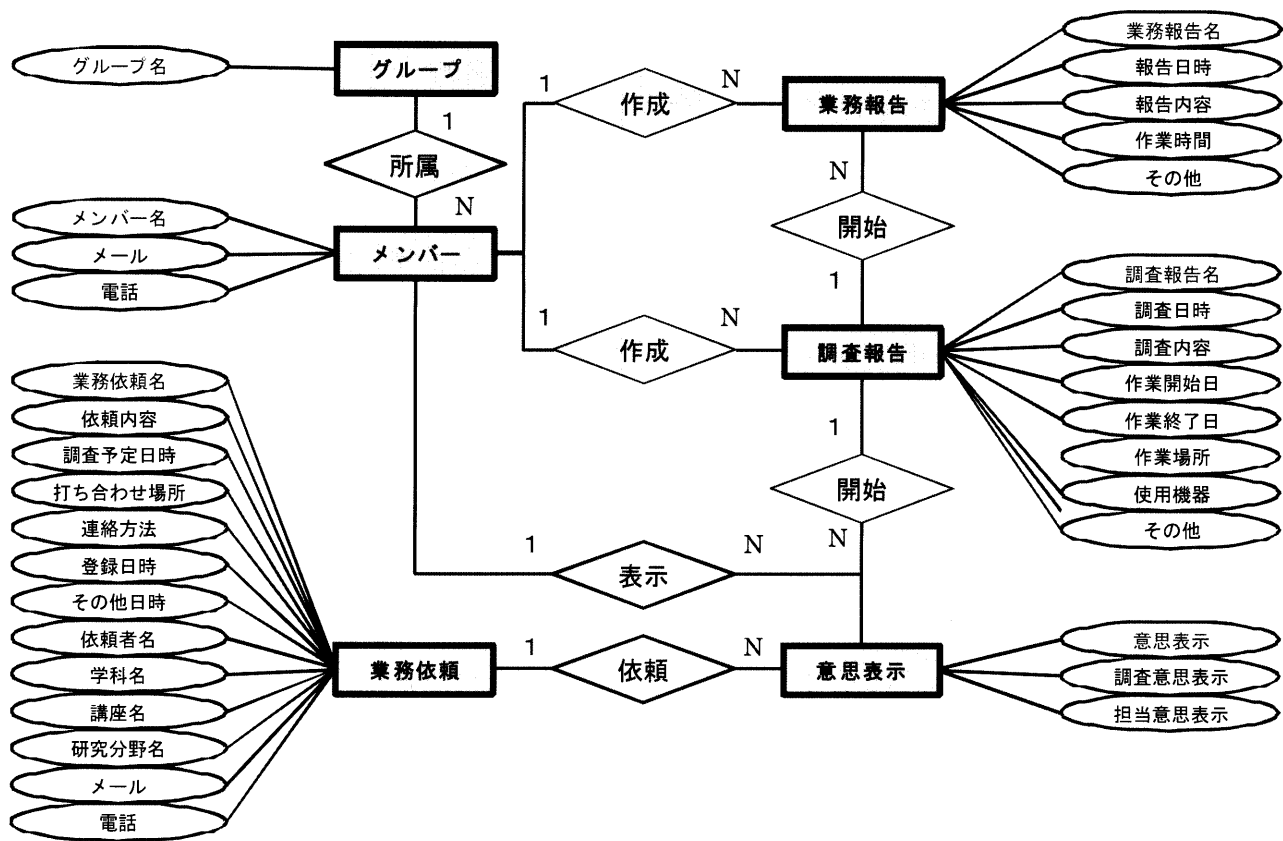 グループ名
グループ
1
所属
N
メンバー名
メール
電話
メンバー
1
作成
N
業務報告
業務報告名
報告日時
報告内容
作業時間
その他
N
開始
1
1
作成
N
調査報告
調査報告名
調査日時
調査内容
作業開始日
作業終了日
作業場所
使用機器
その他
1
開始
N
1
表示
N
業務依頼名
依頼内容
調査予定日時
打ち合わせ場所
連絡方法
登録日時
その他日時
依頼者名
学科名
講座名
研究分野名
メール
電話
業務依頼
1
依頼
N
意思表示
意思表示
調査意思表示
担当意思表示